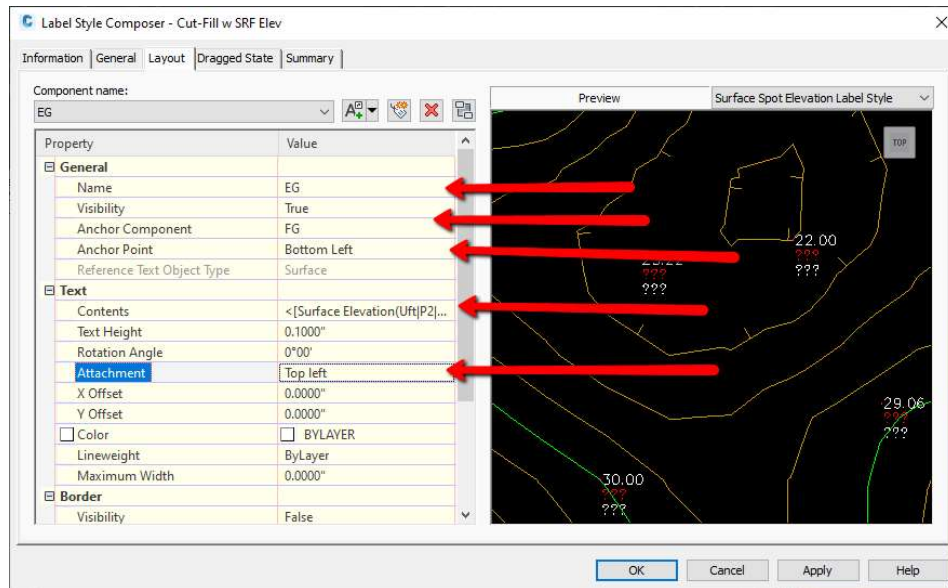 Label Style Composer - Cut-Fill w SRF Elev
Information General Layout Dragged State Summary
Component name:
EG
Preview Surface Spot Elevation Label Style
Property Value
General
Name EG
Visibility True
Anchor Component FG
Anchor Point Bottom Left
Reference Text Object Type Surface
Text
Contents <[Surface Elevation(Uft|P2|...
Text Height 0.1000"
Rotation Angle 0°00'
Attachment Top left
X Offset 0.0000"
Y Offset 0.0000"
Color BYLAYER
Lineweight ByLayer
Maximum Width 0.0000"
Border
Visibility False
TOP
22.00
???
???
???
???
29.06
???
???
30.00
???
???
OK Cancel Apply Help